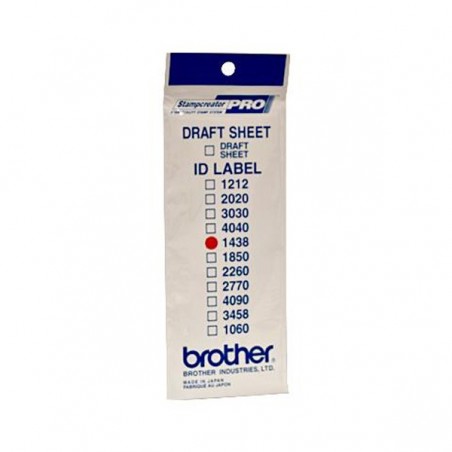 Stampcreator PRO
DRAFT SHEET
DRAFT
SHEET
ID LABEL
1212
2020
3030
4040
1438
1850
2260
2770
4090
3458
1060
brother®
BROTHER INDUSTRIES, LTD.
MADE IN JAPAN
FABRIQUE AU JAPON